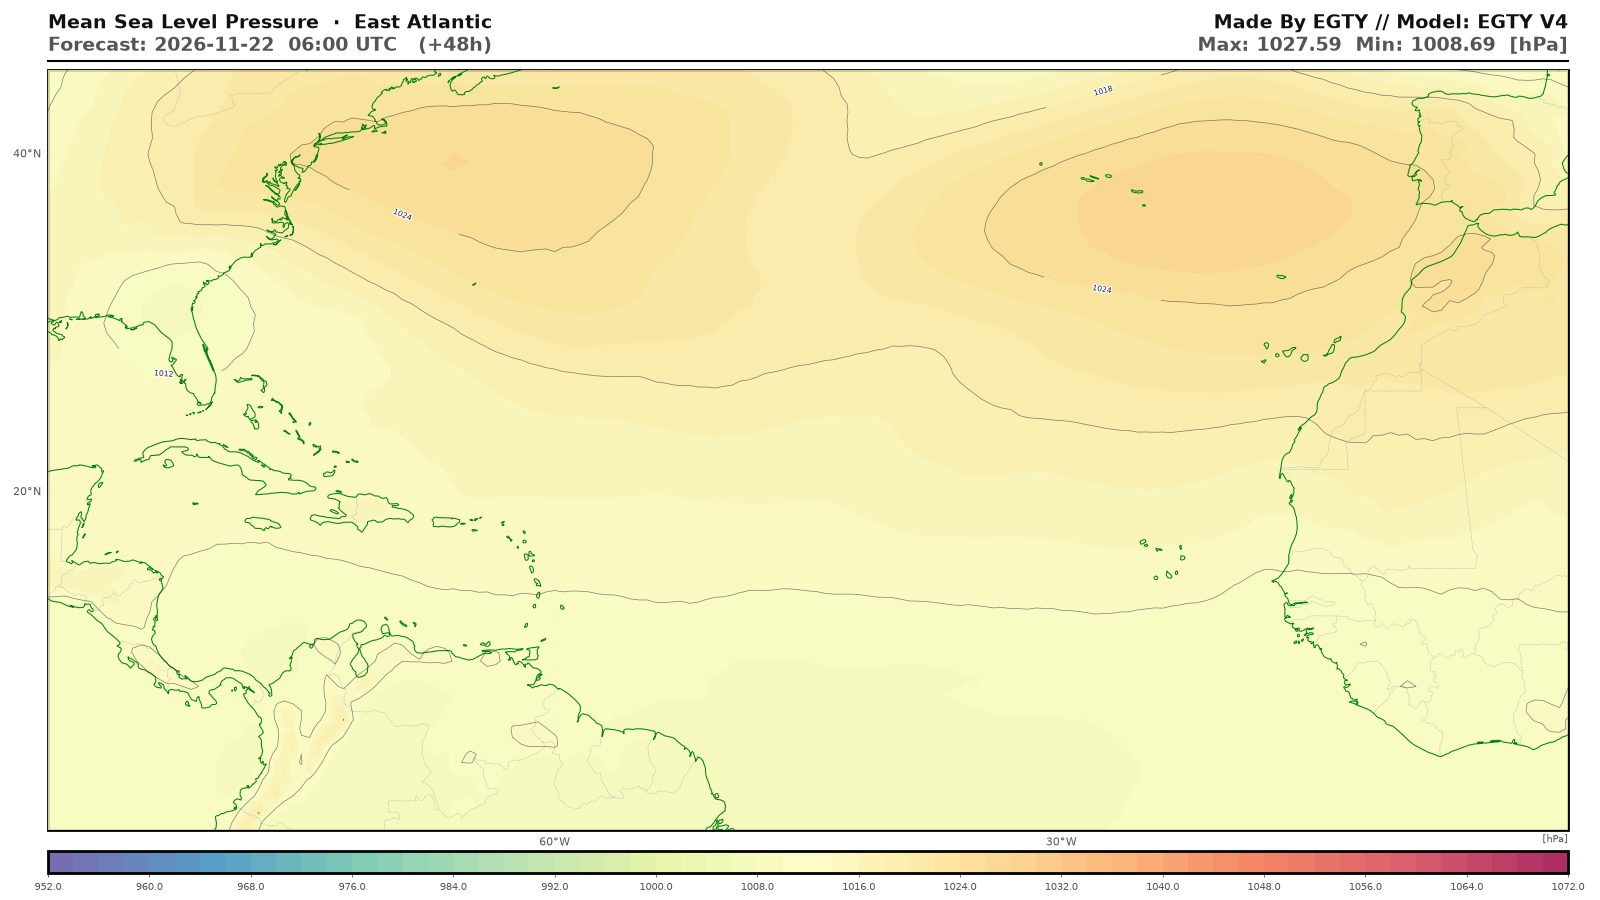 Mean Sea Level Pressure · East Atlantic
Made By EGTY // Model: EGTY V4
Forecast: 2026-11-22 06:00 UTC (+48h)
Max: 1027.59 Min: 1008.69 [hPa]
1018
40°N
1024
1024
1012
20°N
60°W
30°W
[hPa]
952.0 960.0 968.0 976.0 984.0 992.0 1000.0 1008.0 1016.0 1024.0 1032.0 1040.0 1048.0 1056.0 1064.0 1072.0